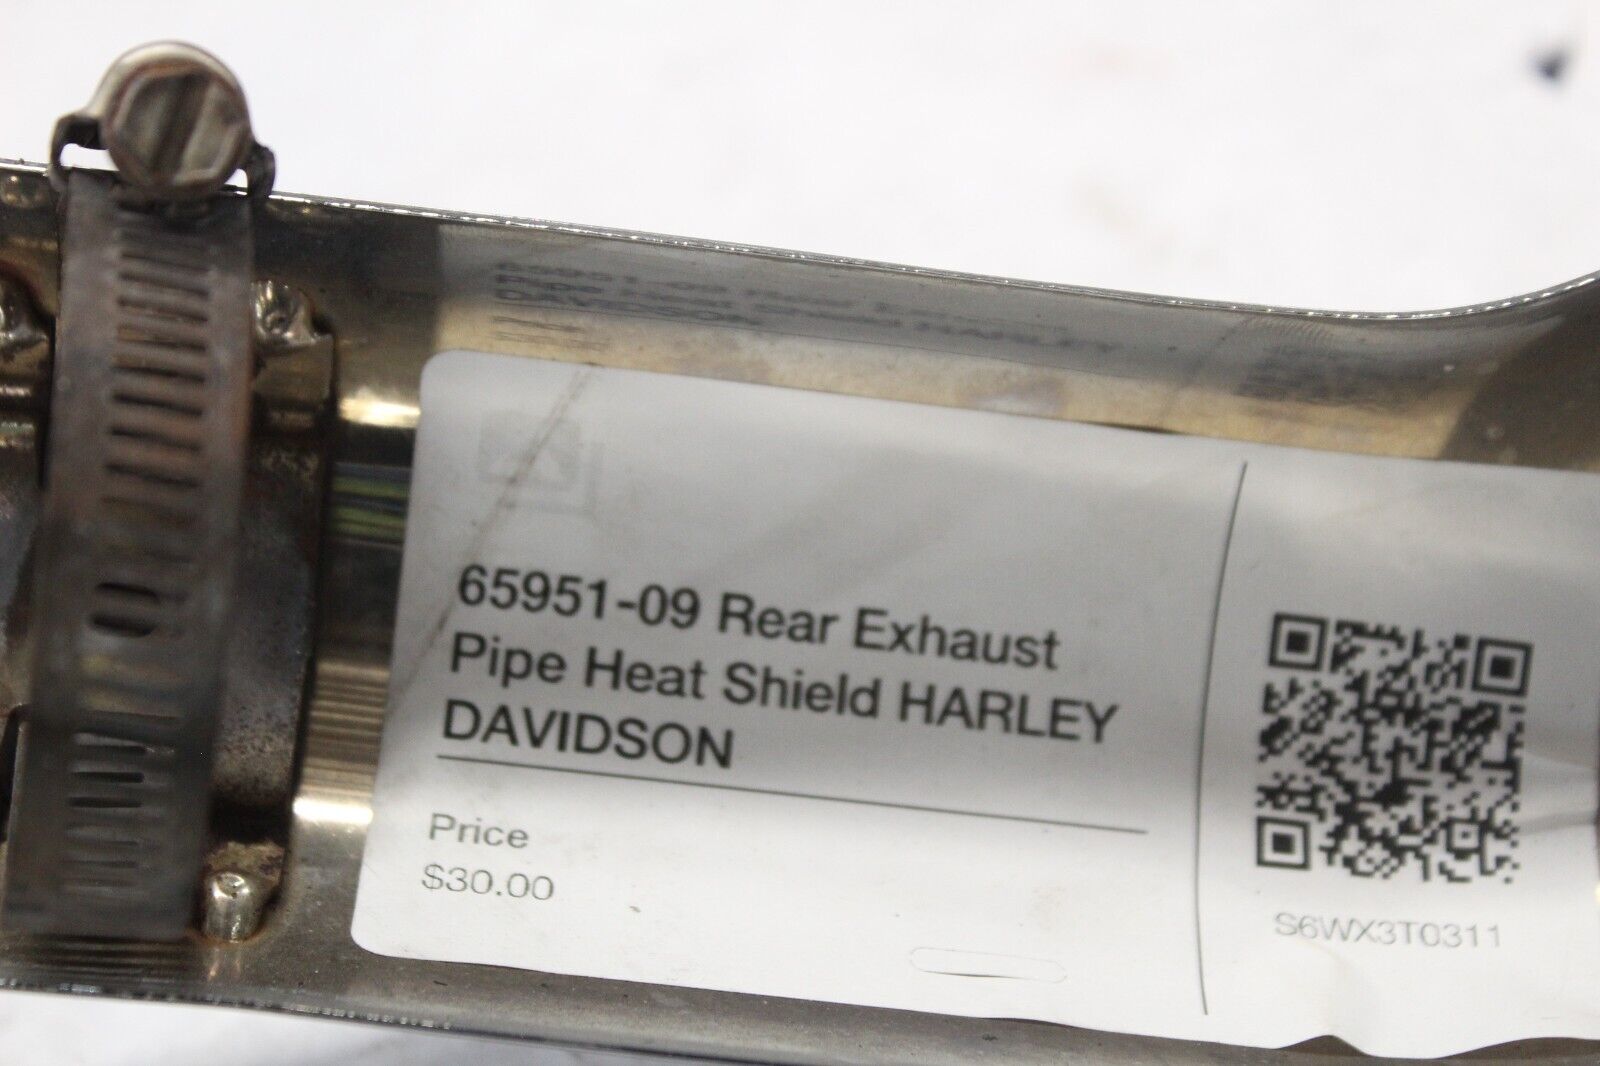 65951-09 Rear Exhaust
Pipe Heat Shield HARLEY
DAVIDSON
Price
$30.00
S6WX3T0311